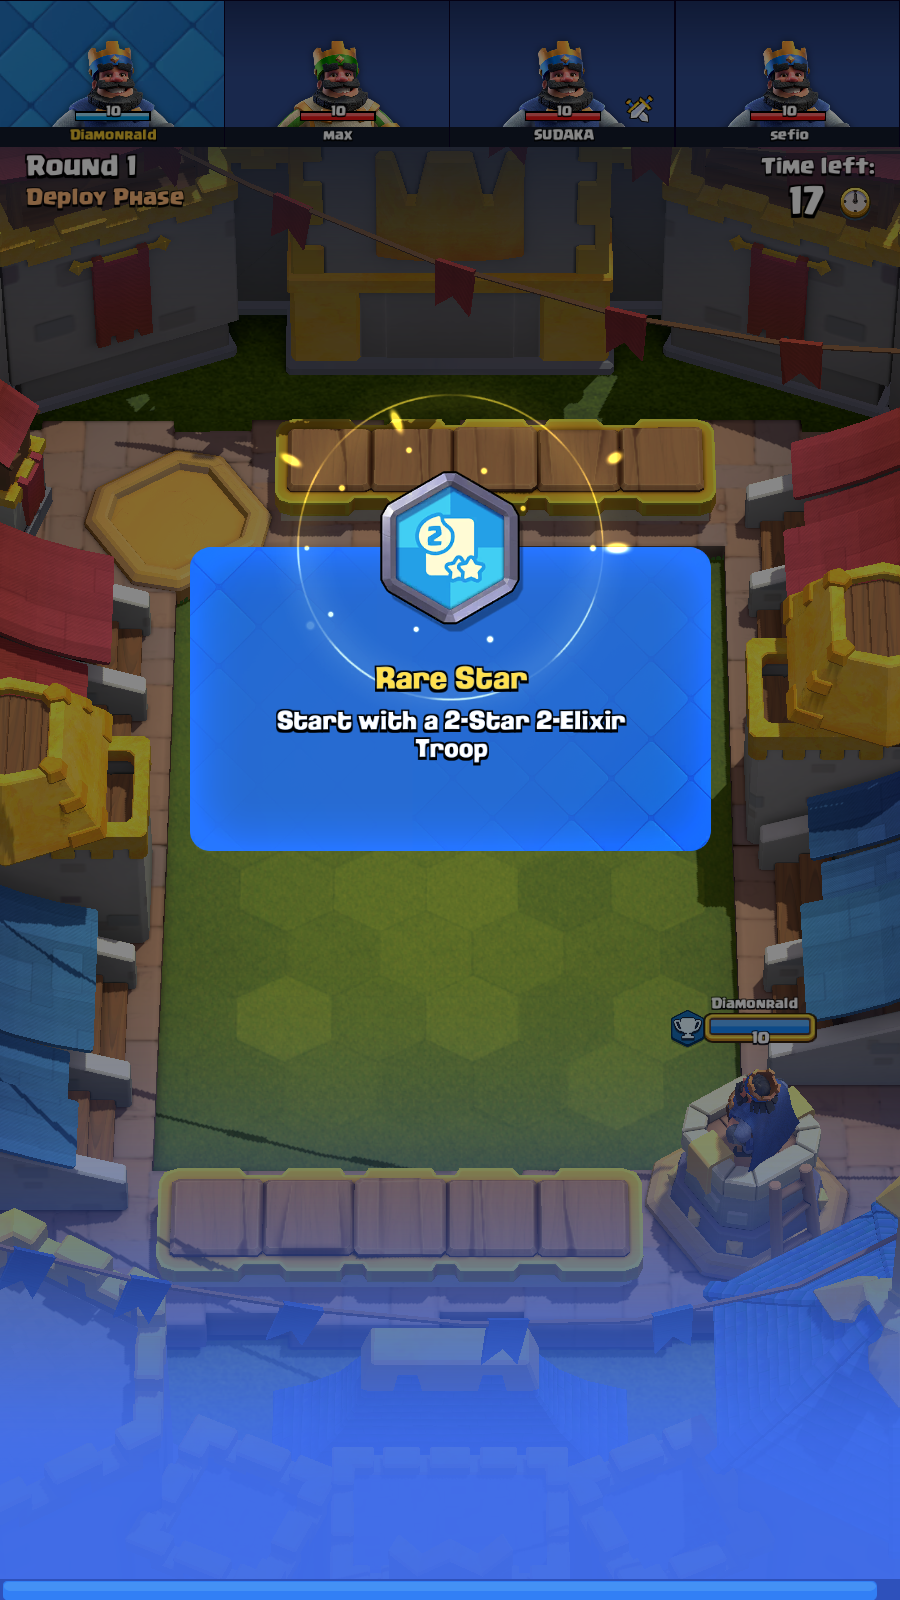 10 10 10 10
Diamonrald max SUDAKA sefio
Round 1
Deploy Phase
Time left:
17
2
Rare Star
Start with a 2-Star 2-Elixir
Troop
Diamonrald
10